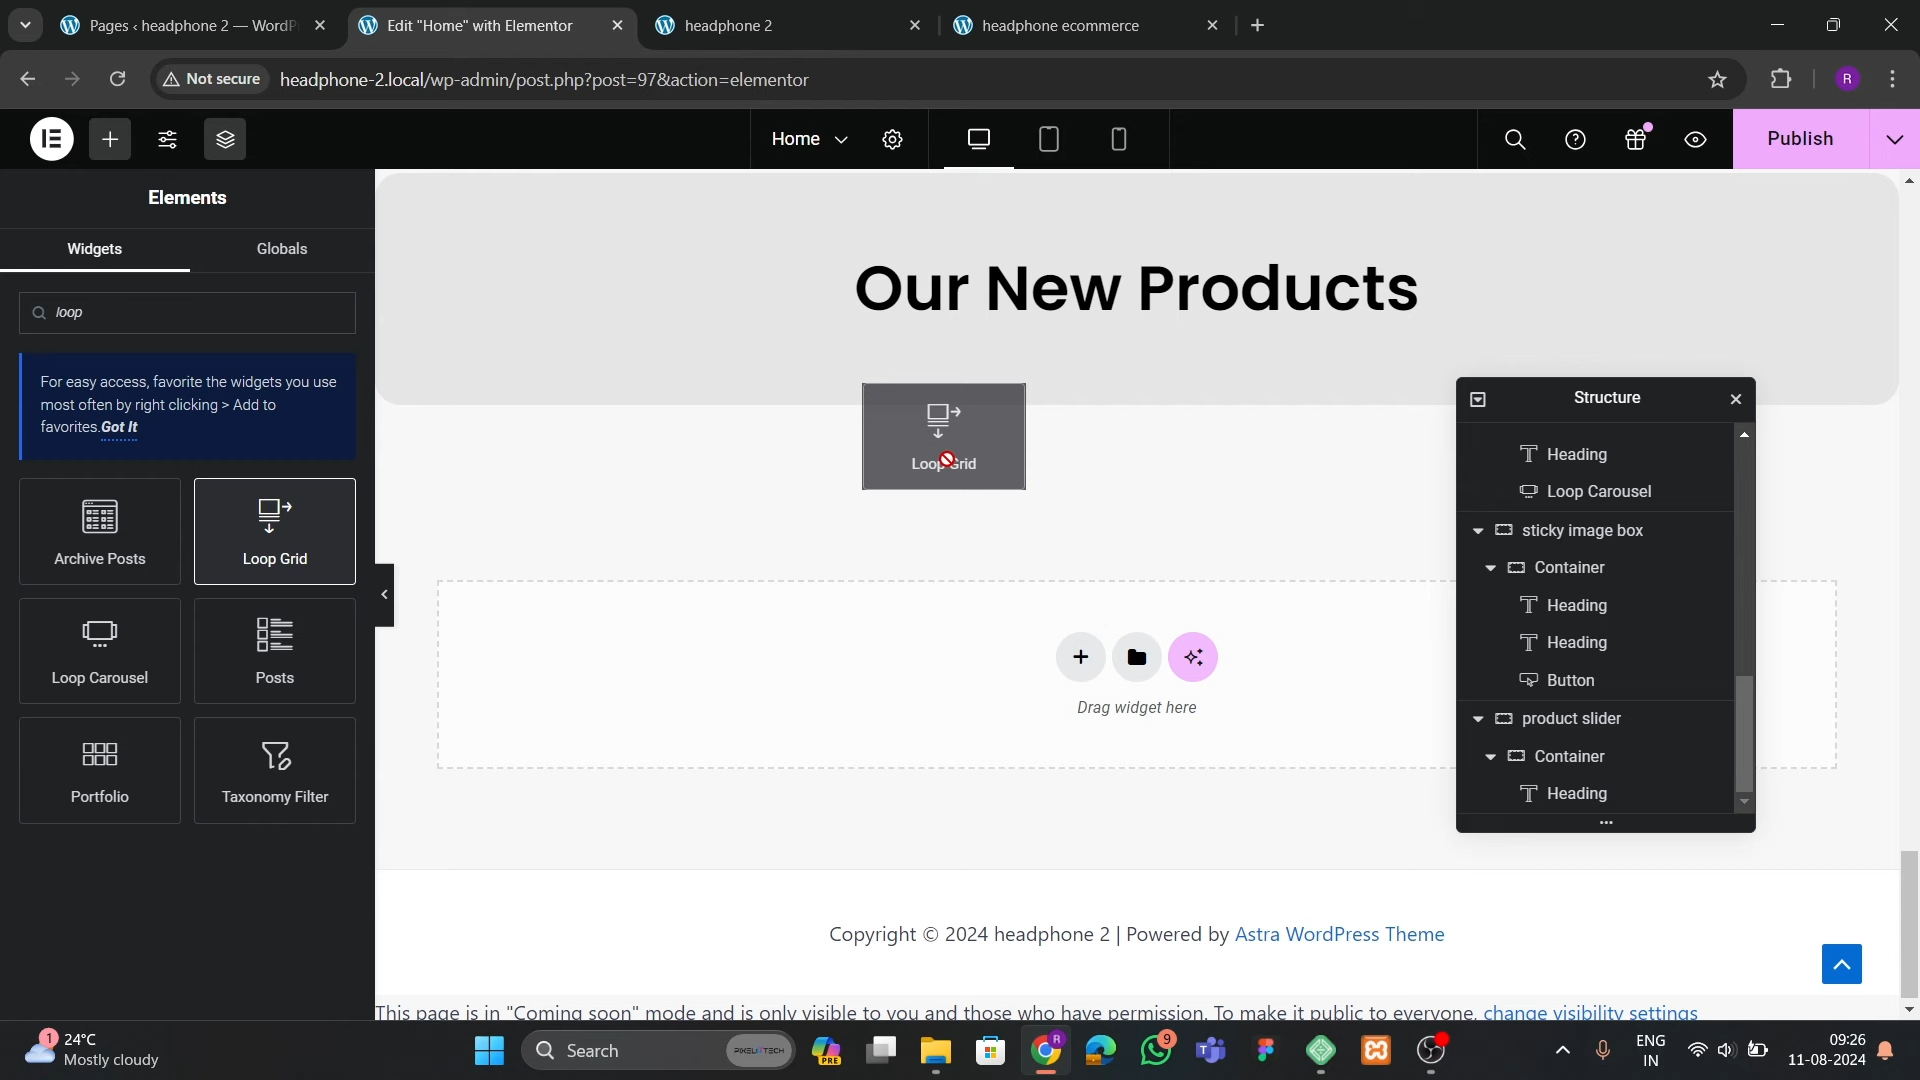 Pages ‹ headphone 2 — WordP
Edit "Home" with Elementor
headphone 2
headphone ecommerce
Not secure
headphone-2.local/wp-admin/post.php?post=97&action=elementor
R
Home
Publish
Elements
Widgets
Globals
loop
For easy access, favorite the widgets you use
most often by right clicking > Add to
favorites. Got It
Archive Posts
Loop Grid
Loop Carousel
Posts
Portfolio
Taxonomy Filter
Our New Products
Loop Grid
Drag widget here
Structure
Heading
Loop Carousel
sticky image box
Container
Heading
Heading
Button
product slider
Container
Heading
Copyright © 2024 headphone 2 | Powered by Astra WordPress Theme
This page is in "Coming soon" mode and is only visible to you and those who have permission. To make it public to everyone, change visibility settings
1
24°C
Mostly cloudy
Search
PIXEL TECH
PRE
R
9
ENG
IN
09:26
11-08-2024